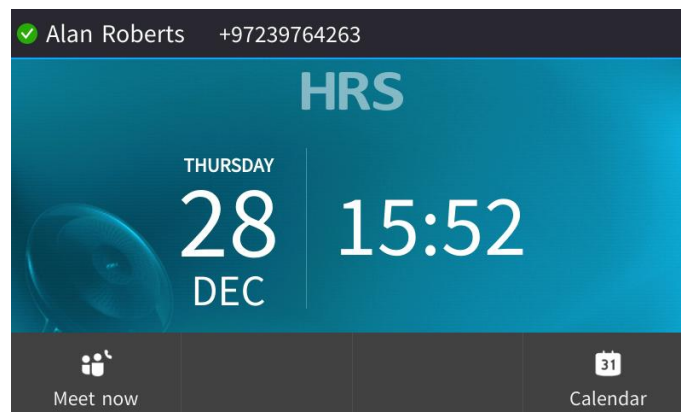 Alan Roberts +97239764263
HRS
THURSDAY
28
DEC
15:52
31
Meet now
Calendar